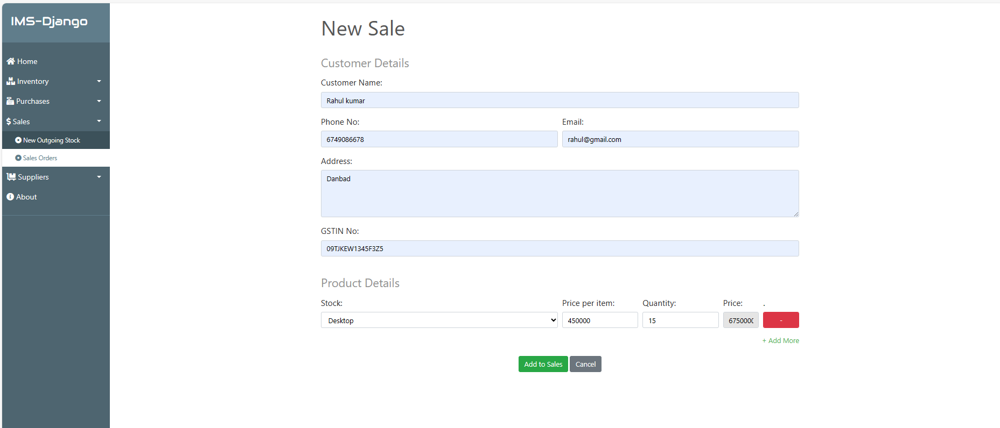 IMS-Django
Home
Inventory
Purchases
Sales
New Outgoing Stock
Sales Orders
Suppliers
About
New Sale
Customer Details
Customer Name:
Rahul kumar
Phone No: Email:
6749086678 rahul@gmail.com
Address:
Danbad
GSTIN No:
09TJKEW1345F3Z5
Product Details
Stock: Price per item: Quantity: Price: .
Desktop 450000 15 6750000 -
+ Add More
Add to Sales Cancel